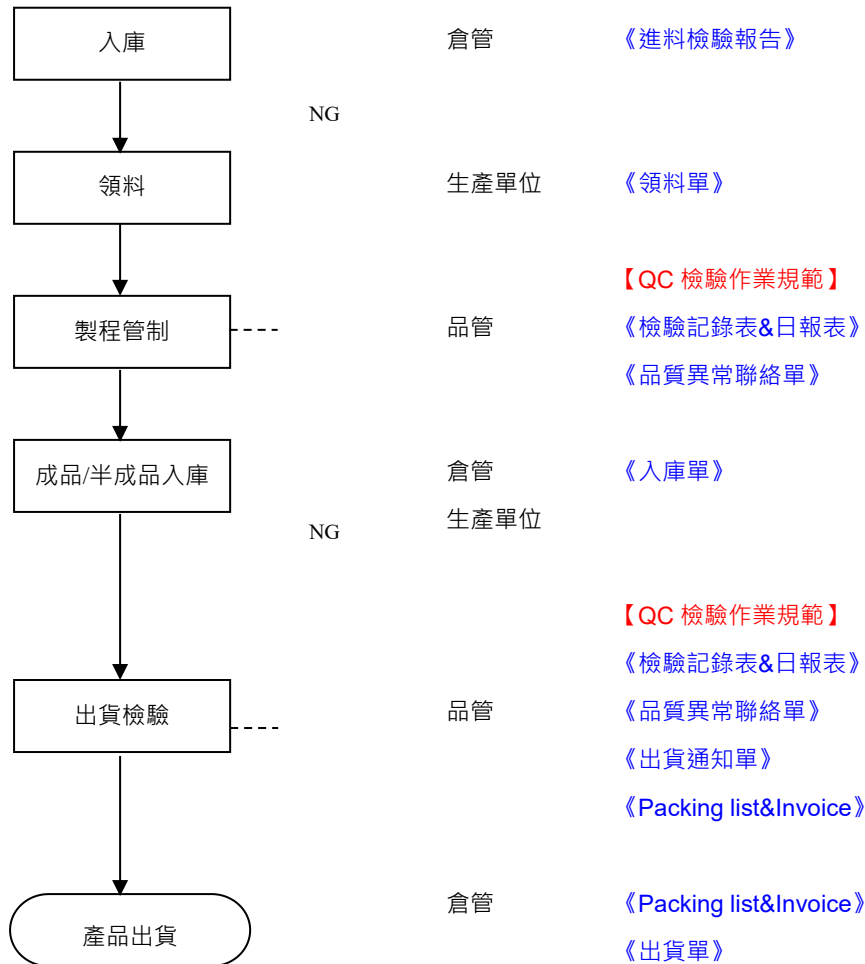 入庫 倉管 《進料檢驗報告》
NG
領料 生產單位 《領料單》
【QC 檢驗作業規範】
製程管制 品管 《檢驗記錄表&日報表》
《品質異常聯絡單》
成品/半成品入庫 倉管 《入庫單》
生產單位
NG
【QC 檢驗作業規範】
《檢驗記錄表&日報表》
出貨檢驗 品管 《品質異常聯絡單》
《出貨通知單》
《Packing list&Invoice》
倉管 《Packing list&Invoice》
產品出貨 《出貨單》